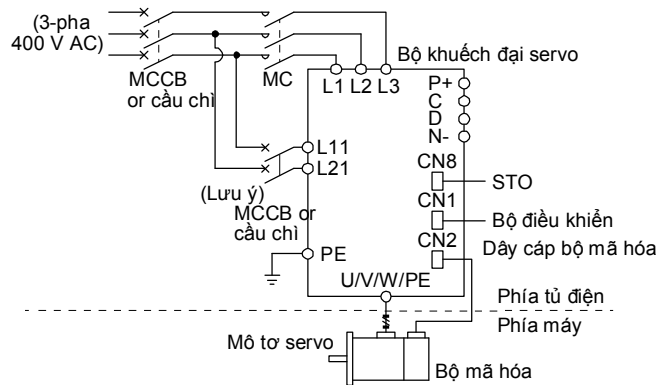 (3-pha
400 V AC)
MCCB
or cầu chì
MC
Bộ khuếch đại servo
L1 L2 L3
P+
C
D
N-
L11
L21
(Lưu ý)
MCCB or
cầu chì
CN8
STO
CN1
Bộ điều khiển
CN2
Dây cáp bộ mã hóa
PE
U/V/W/PE
Phía tủ điện
Phía máy
Mô tơ servo
Bộ mã hóa